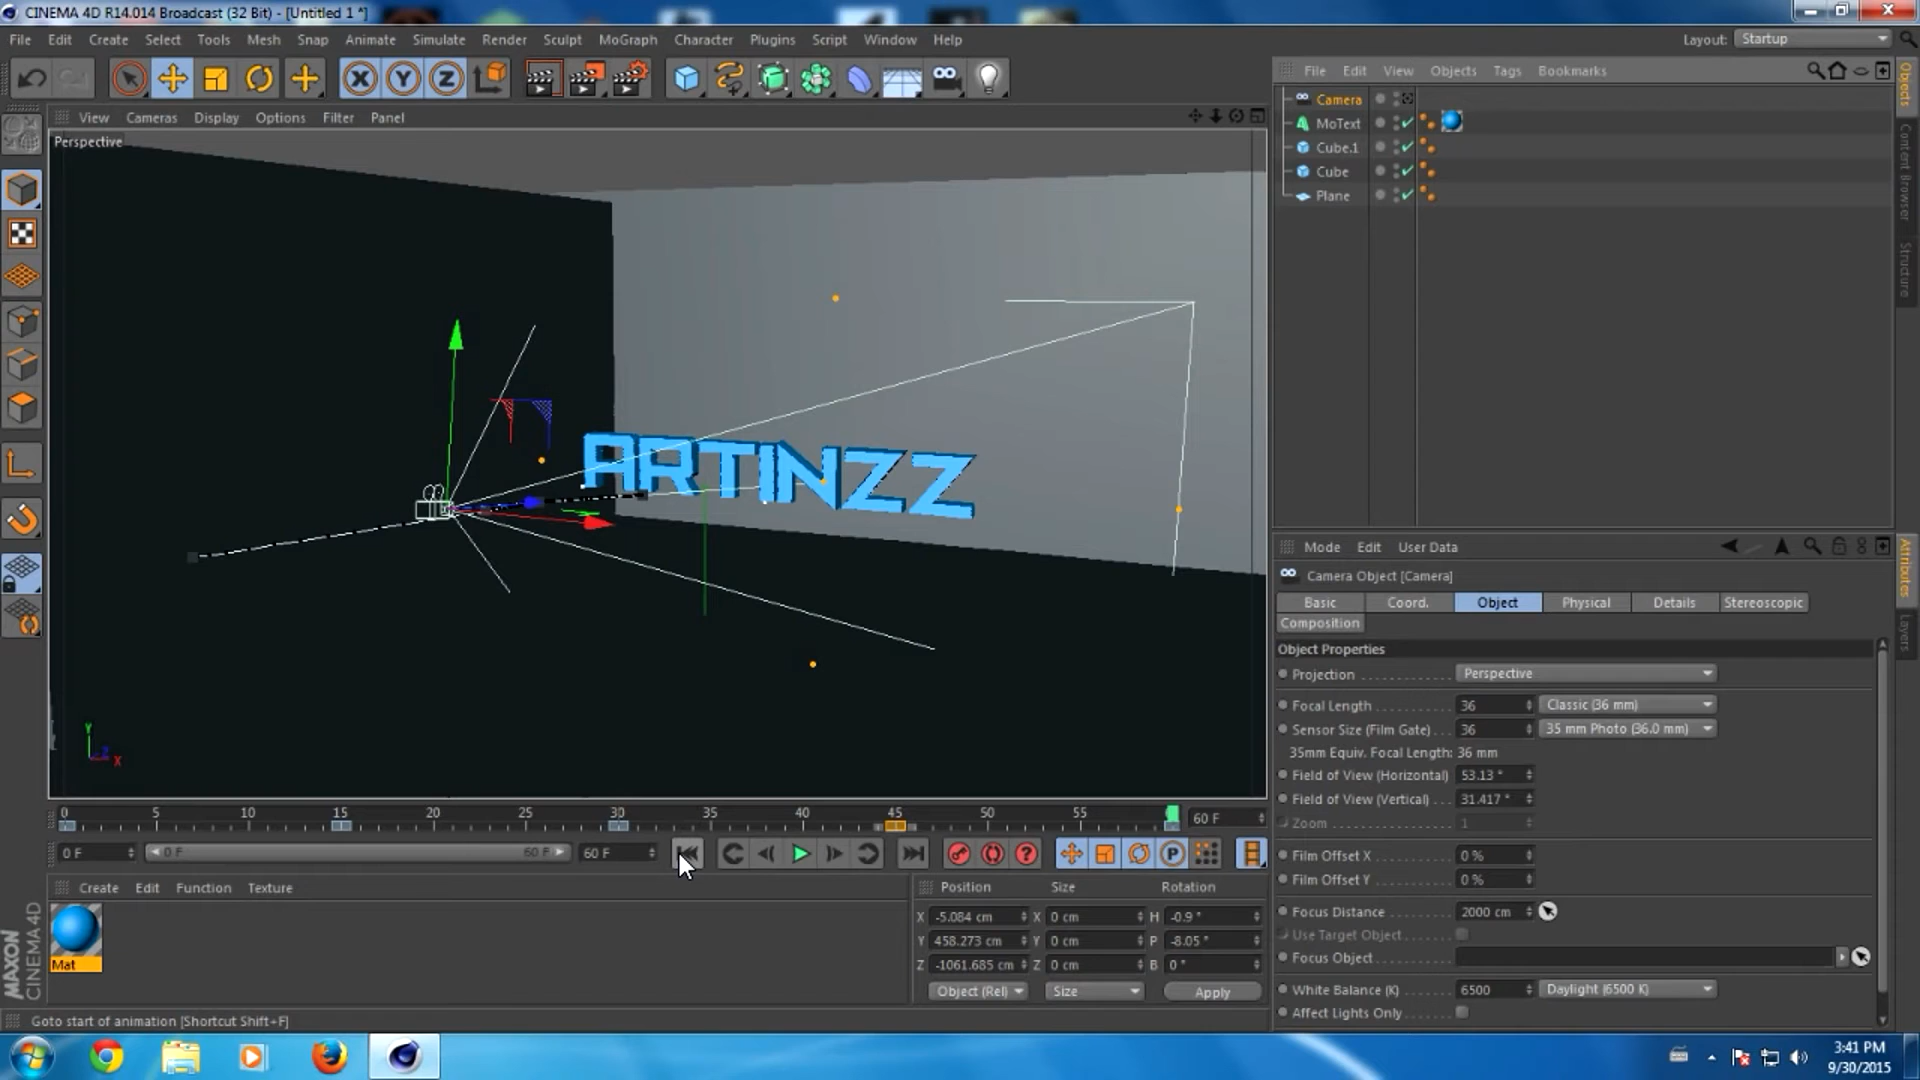 CINEMA 4D R14.014 Broadcast (32 Bit) - [Untitled 1 *]
File Edit Create Select Tools Mesh Snap Animate Simulate Render Sculpt MoGraph Character Plugins Script Window Help
Layout: Startup
X Y Z
File Edit View Objects Tags Bookmarks
View Cameras Display Options Filter Panel
Perspective
Camera
MoText
Cube.1
Cube
Plane
Objects
Content Browser
Structure
ARTINZZ
Y
Z
X
Mode Edit User Data
Camera Object [Camera]
Basic Coord. Object Physical Details Stereoscopic
Composition
Object Properties
Projection Perspective
Focal Length 36 Classic (36 mm)
Sensor Size (Film Gate) 36 35 mm Photo (36.0 mm)
35mm Equiv. Focal Length: 36 mm
Field of View (Horizontal) 53.13 °
Field of View (Vertical) 31.417 °
Zoom 1
Film Offset X 0 %
Film Offset Y 0 %
Focus Distance 2000 cm
Use Target Object
Focus Object
White Balance (K) 6500 Daylight (6500 K)
Affect Lights Only
Attributes
Layers
0 5 10 15 20 25 30 35 40 45 50 55 60 F
0 F 0 F 60 F 60 F
P
Create Edit Function Texture
Mat
MAXON
CINEMA 4D
Position Size Rotation
X -5.084 cm X 0 cm H -0.9 °
Y 458.273 cm Y 0 cm P -8.05 °
Z -1061.685 cm Z 0 cm B 0 °
Object (Rel) Size Apply
Goto start of animation [Shortcut Shift+F]
3:41 PM
9/30/2015